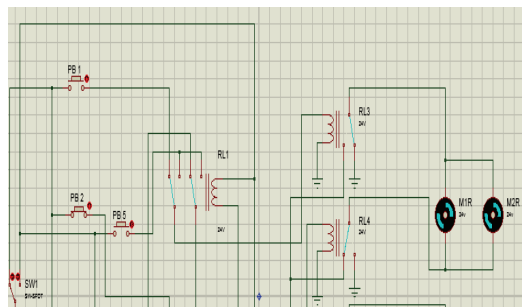 PB 1
RL3
24V
RL1
24V
PB 2
PB 5
RL4
24V
M1R
24v
M2R
24v
SW1
SW-SPDT